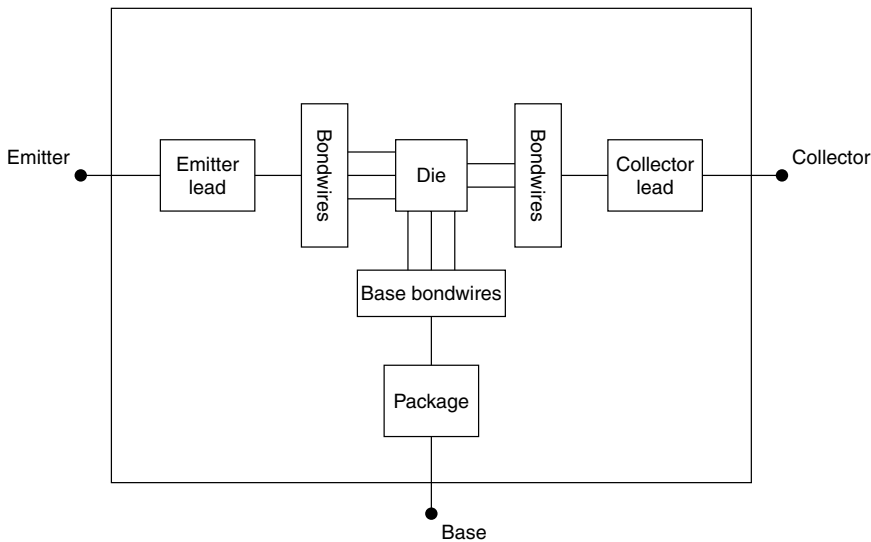 Emitter
Emitter
lead
Bondwires
Die
Bondwires
Collector
lead
Collector
Base bondwires
Package
Base